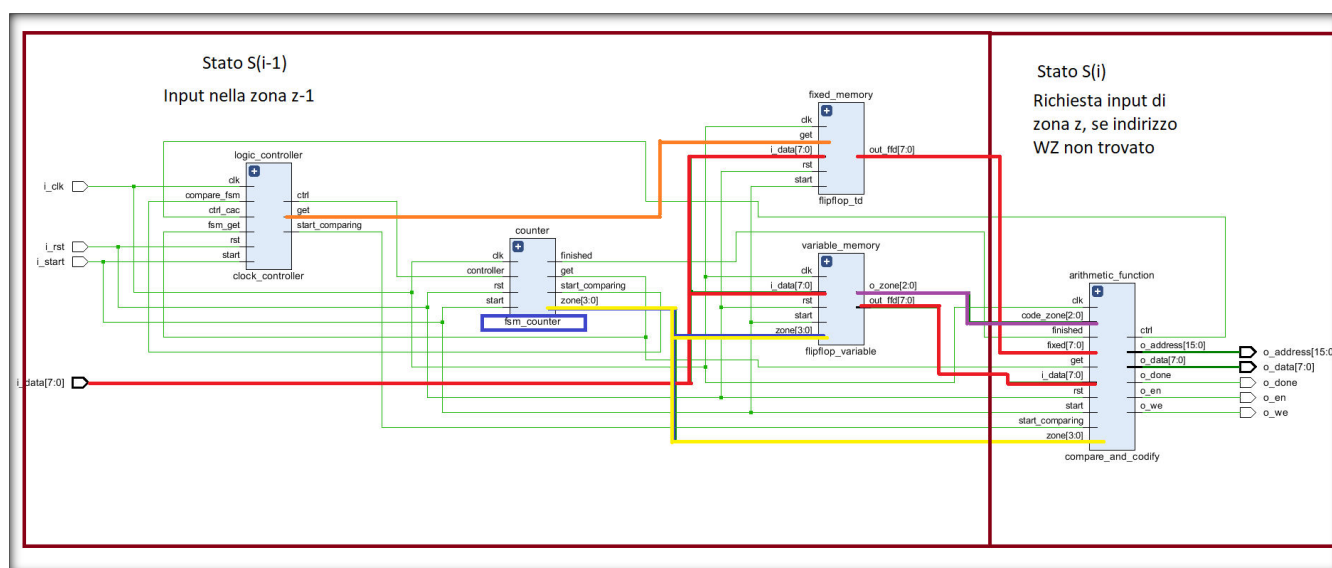 Stato S(i-1)
Input nella zona z-1
Stato S(i)
Richiesta input di
zona z, se indirizzo
WZ non trovato
i_clk
i_rst
i_start
i_data[7:0]
logic_controller
clk
compare_fsm
ctrl_cac
fsm_get
rst
start
ctrl
get
start_comparing
clock_controller
counter
clk
controller
rst
start
finished
get
start_comparing
zone[3:0]
fsm_counter
fixed_memory
clk
get
i_data[7:0]
rst
start
out_ffd[7:0]
flipflop_td
variable_memory
clk
i_data[7:0]
rst
start
zone[3:0]
o_zone[2:0]
out_ffd[7:0]
flipflop_variable
arithmetic_function
clk
code_zone[2:0]
finished
fixed[7:0]
get
i_data[7:0]
rst
start
start_comparing
zone[3:0]
ctrl
o_address[15:0]
o_data[7:0]
o_done
o_en
o_we
compare_and_codify
o_address[15:0
o_data[7:0]
o_done
o_en
o_we